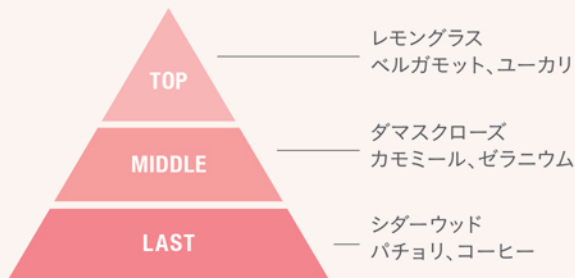 TOP
レモングラス
ベルガモット、ユーカリ
MIDDLE
ダマスクローズ
カモミール、ゼラニウム
LAST
シダーウッド
パチョリ、コーヒー